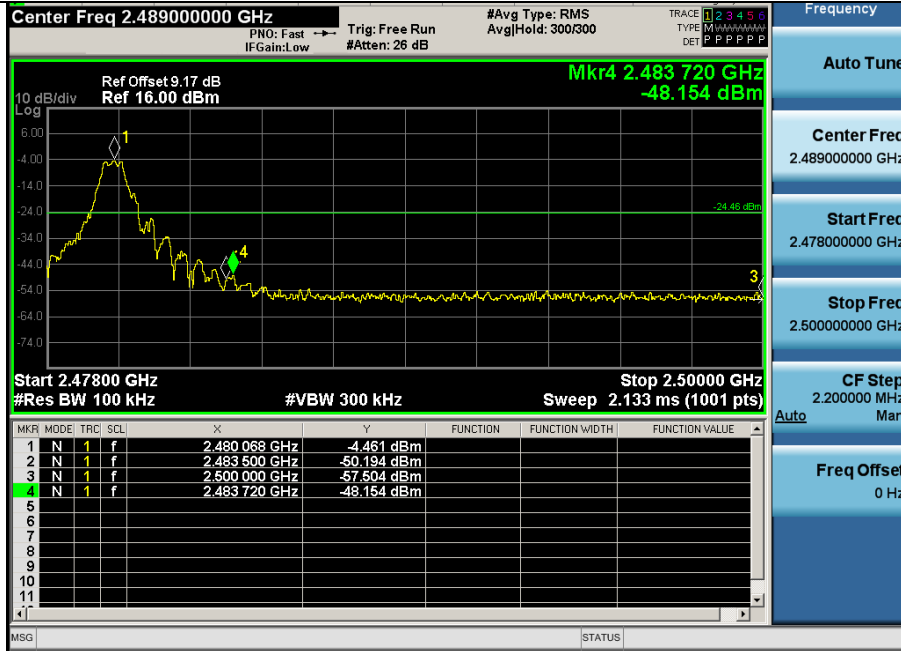 Center Freq 2.489000000 GHz
PNO: Fast
IFGain:Low
Trig: Free Run
#Atten: 26 dB
#Avg Type: RMS
Avg|Hold: 300/300
TRACE 1 2 3 4 5 6
TYPE M
DET P P P P P P
Frequency
Auto Tune
Center Freq
2.489000000 GHz
Start Freq
2.478000000 GHz
Stop Freq
2.500000000 GHz
CF Step
2.200000 MHz
Auto Man
Freq Offset
0 Hz
Ref Offset 9.17 dB
10 dB/div Ref 16.00 dBm
Log
Mkr4 2.483 720 GHz
-48.154 dBm
6.00
-4.00
-14.0
-24.0
-34.0
-44.0
-54.0
-64.0
-74.0
1
-24.46 dBm
4
3
Start 2.47800 GHz Stop 2.50000 GHz
#Res BW 100 kHz #VBW 300 kHz Sweep 2.133 ms (1001 pts)
MKR MODE TRC SCL X Y FUNCTION FUNCTION WIDTH FUNCTION VALUE
1 N 1 f 2.480 068 GHz -4.461 dBm
2 N 1 f 2.483 500 GHz -50.194 dBm
3 N 1 f 2.500 000 GHz -57.504 dBm
4 N 1 f 2.483 720 GHz -48.154 dBm
5
6
7
8
9
10
11
MSG STATUS